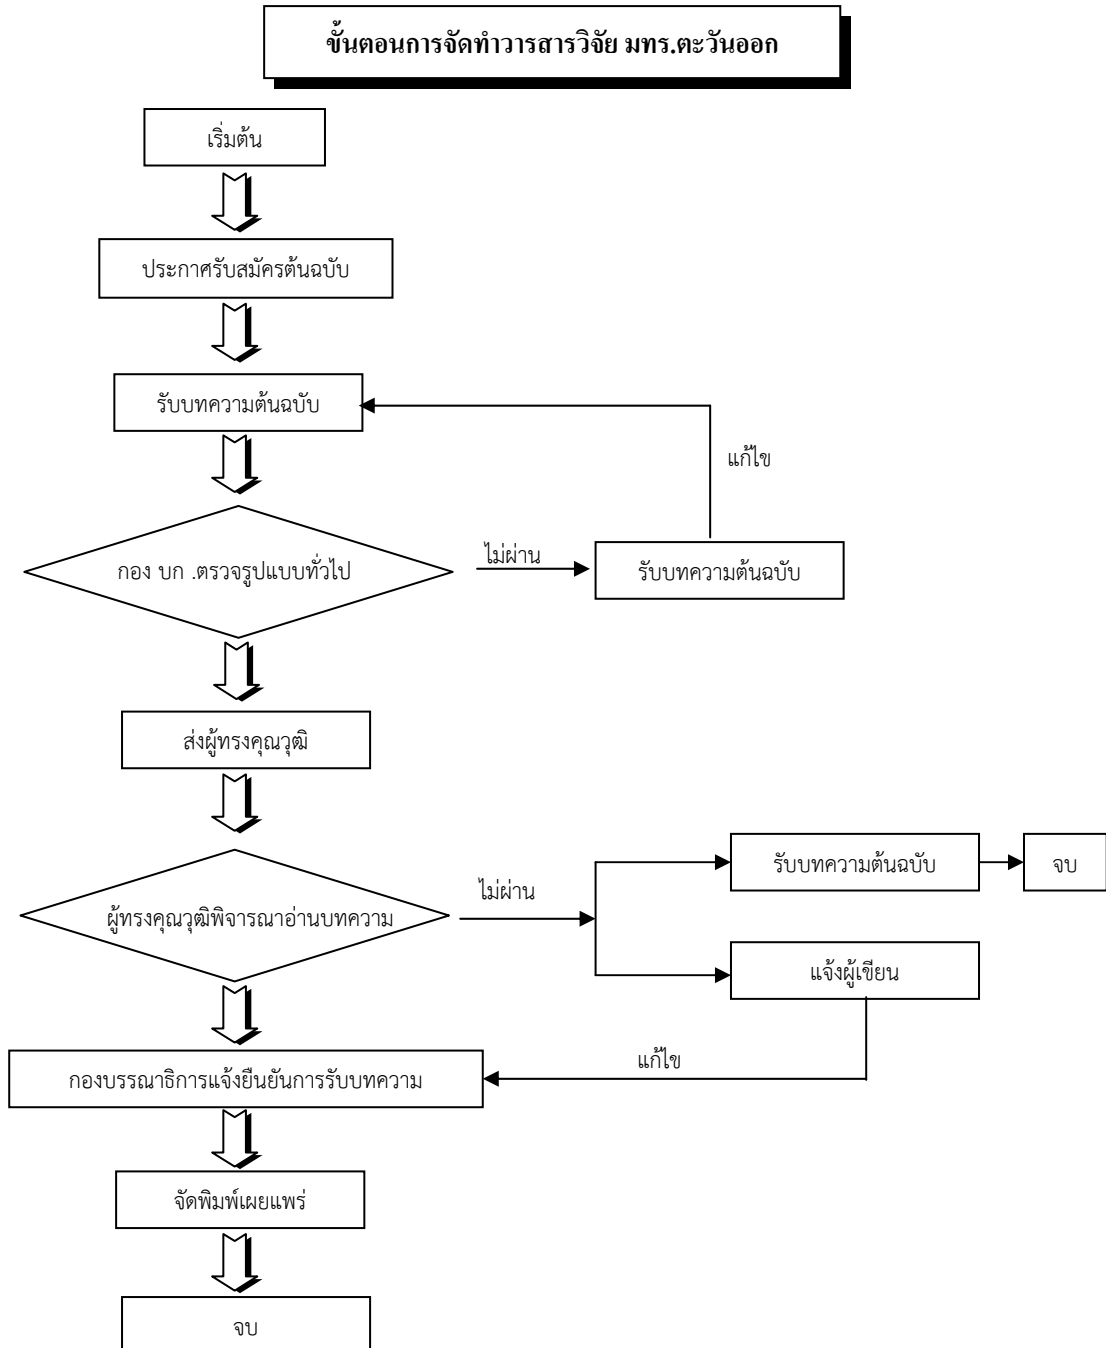 ขั้นตอนการจัดทำวารสารวิจัย มทร.ตะวันออก
เริ่มต้น
ประกาศรับสมัครต้นฉบับ
รับบทความต้นฉบับ
แก้ไข
กอง บก .ตรวจรูปแบบทั่วไป
ไม่ผ่าน
รับบทความต้นฉบับ
ส่งผู้ทรงคุณวุฒิ
ผู้ทรงคุณวุฒิพิจารณาอ่านบทความ
ไม่ผ่าน
รับบทความต้นฉบับ
จบ
แจ้งผู้เขียน
แก้ไข
กองบรรณาธิการแจ้งยืนยันการรับบทความ
จัดพิมพ์เผยแพร่
จบ